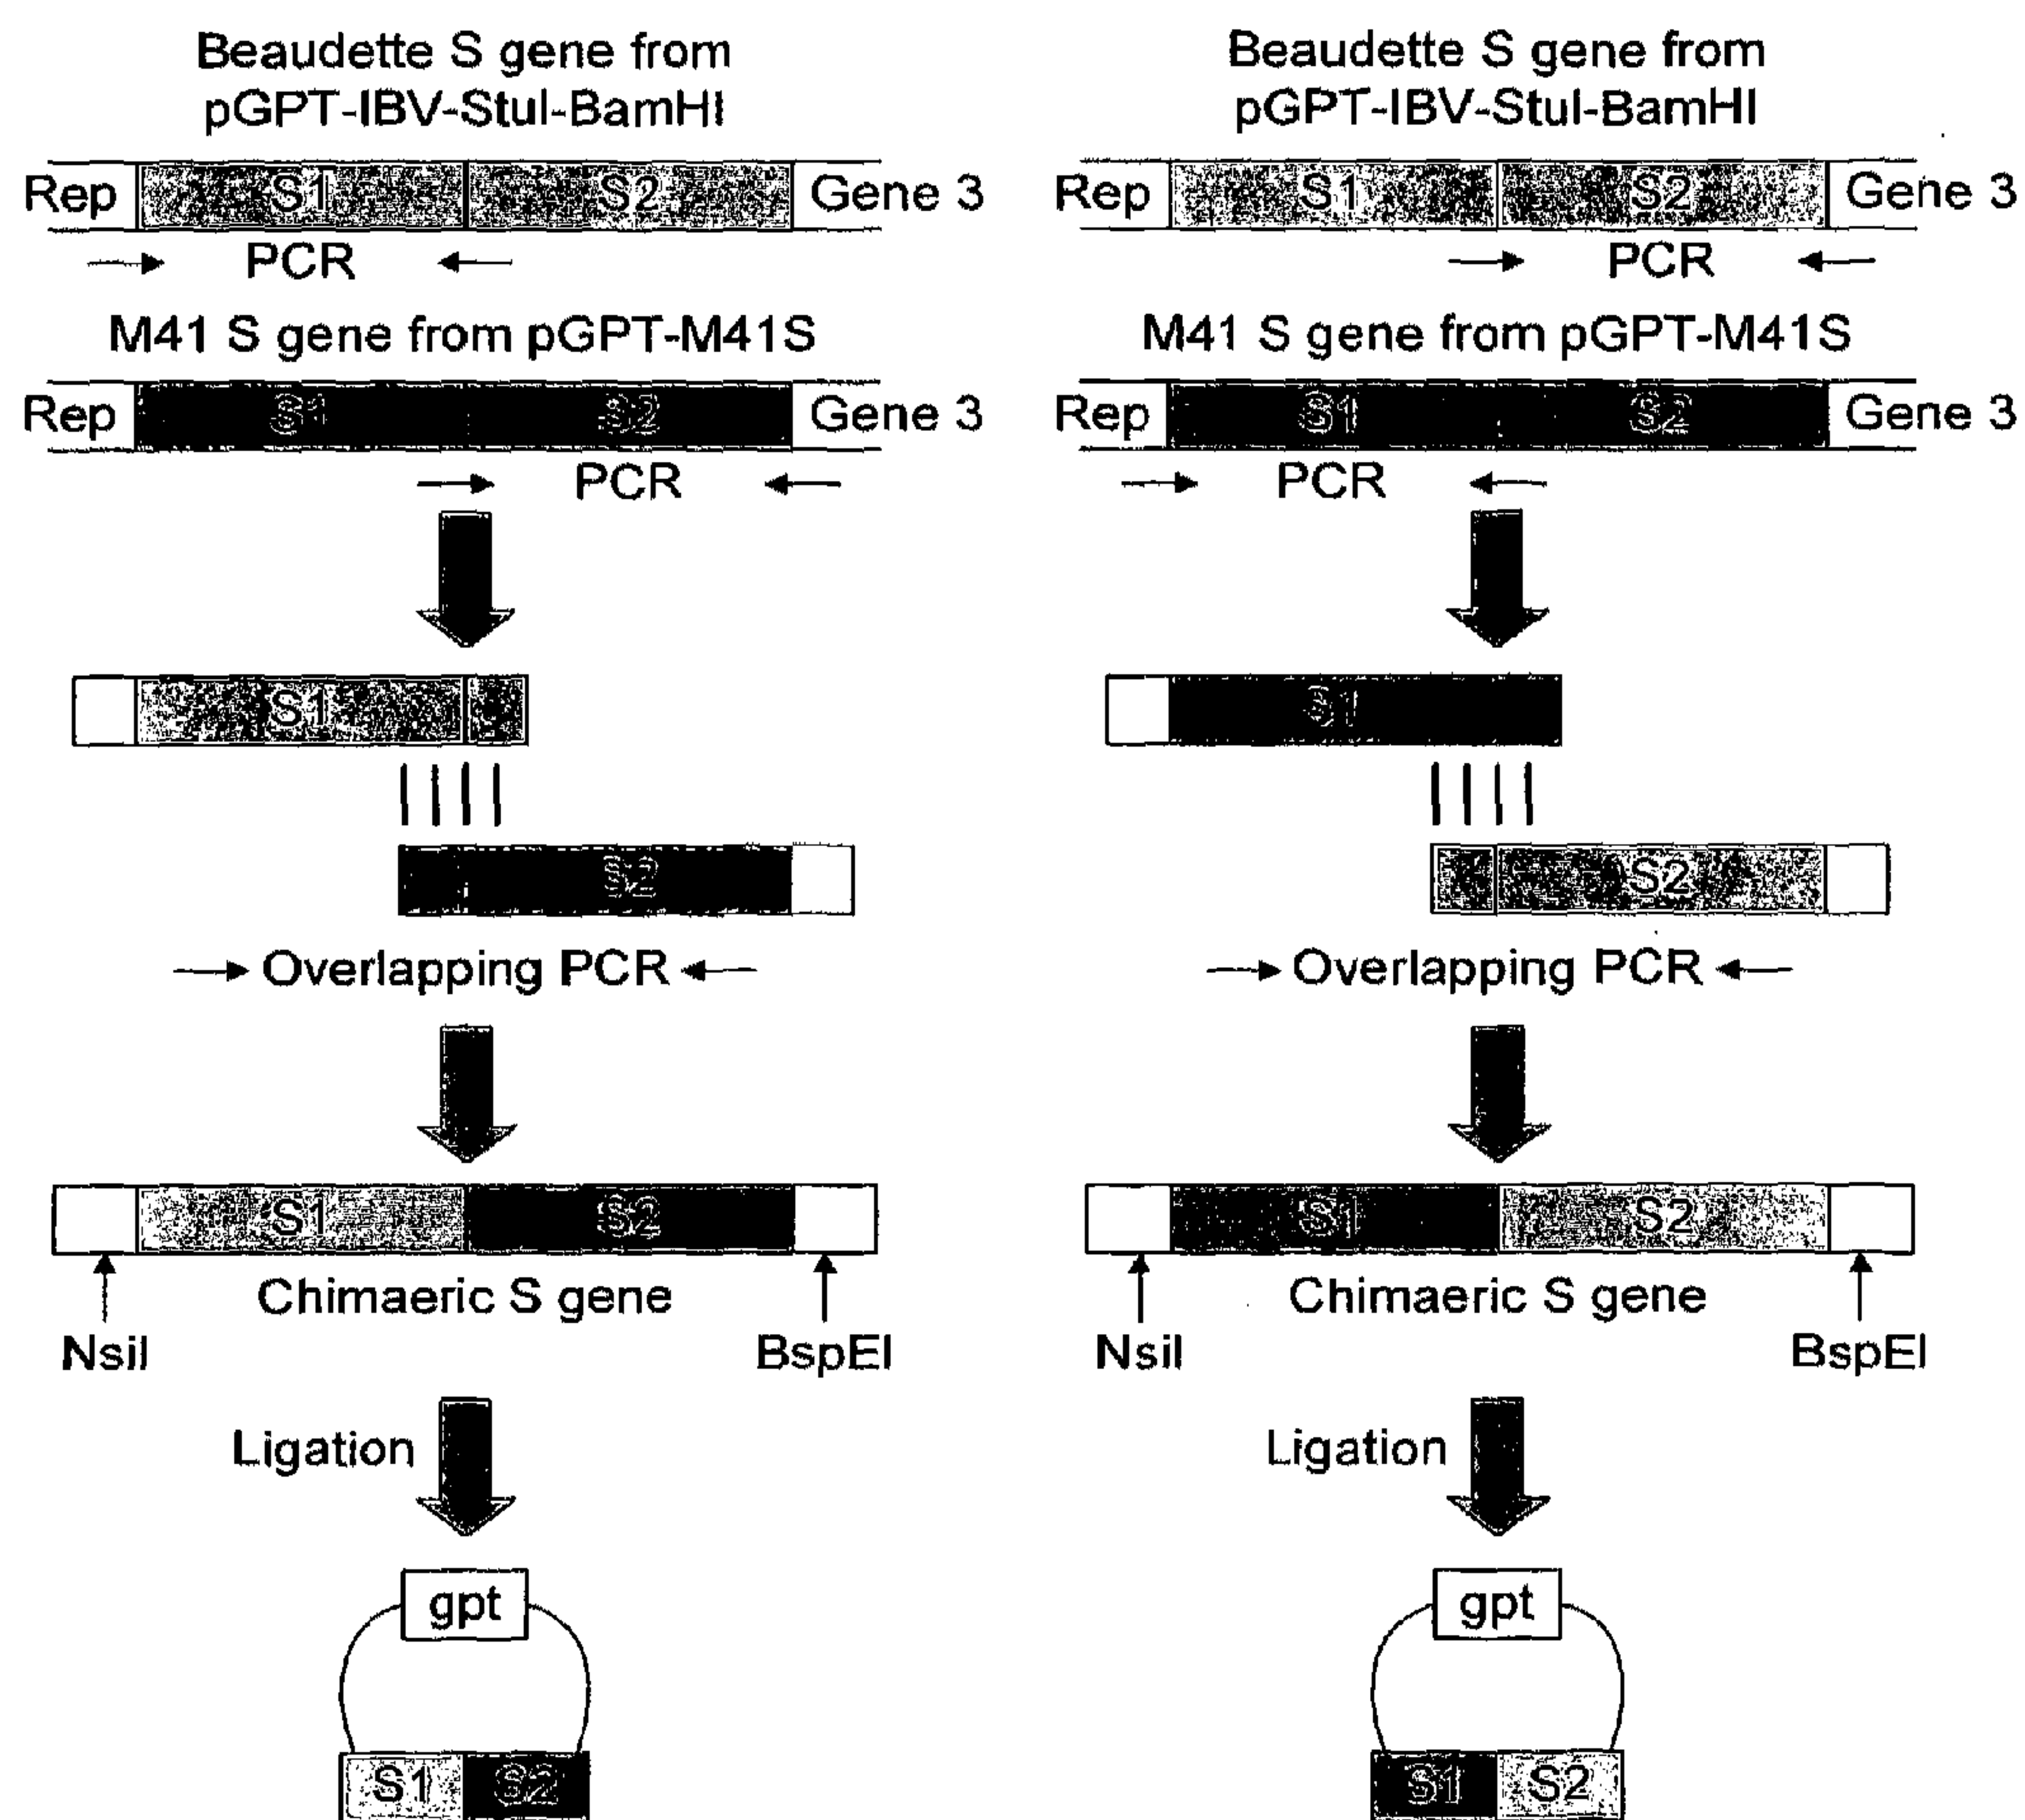 Beaudette S gene from
pGPT-IBV-StuI-BamHI
Rep S1 S2 Gene 3
PCR
M41 S gene from pGPT-M41S
Rep S1 S2 Gene 3
PCR
S1
S2
Overlapping PCR
S1 S2
Chimaeric S gene
NsiI BspEI
Ligation
gpt
S1 S2
Beaudette S gene from
pGPT-IBV-StuI-BamHI
Rep S1 S2 Gene 3
PCR
M41 S gene from pGPT-M41S
Rep S1 S2 Gene 3
PCR
S1
S2
Overlapping PCR
S1 S2
Chimaeric S gene
NsiI BspEI
Ligation
gpt
S1 S2